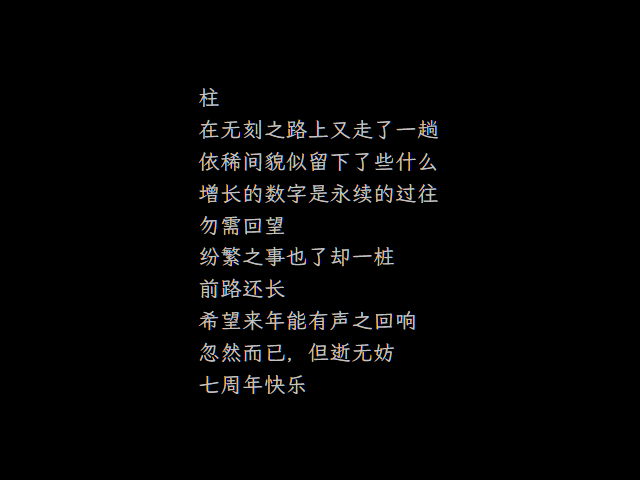 柱
在无刻之路上又走了一趟
依稀间貌似留下了些什么
增长的数字是永续的过往
勿需回望
纷繁之事也了却一桩
前路还长
希望来年能有声之回响
忽然而已，但逝无妨
七周年快乐